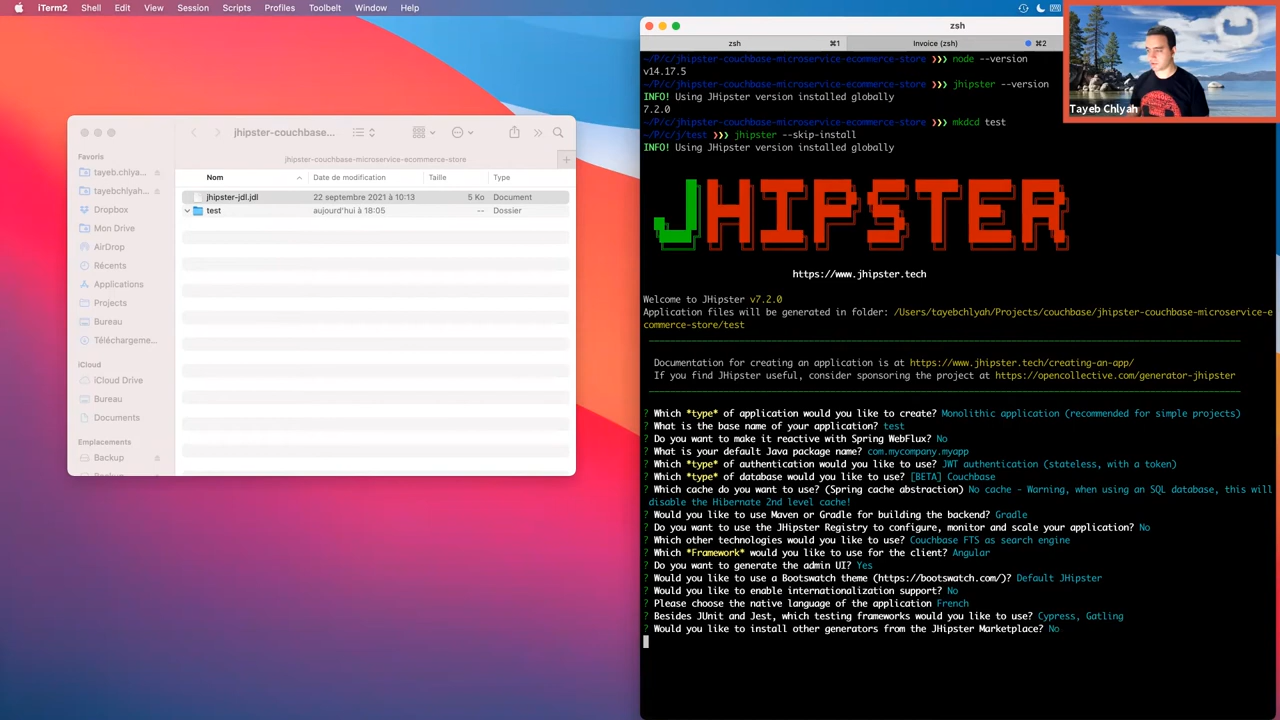 iTerm2 Shell Edit View Session Scripts Profiles Toolbelt Window Help
jhipster-couchbase...
jhipster-couchbase-microservice-ecommerce-store
Favoris
tayeb.chlya...
tayebchlyah...
Dropbox
Mon Drive
AirDrop
Récents
Applications
Projects
Bureau
Téléchargeme...
iCloud
iCloud Drive
Bureau
Documents
Emplacements
Backup
Nom Date de modification Taille Type
jhipster-jdl.jdl 22 septembre 2021 à 10:13 5 Ko Document
test aujourd'hui à 18:05 -- Dossier
zsh
zsh ⌘1 Invoice (zsh) ⌘2
~/P/c/jhipster-couchbase-microservice-ecommerce-store ❯❯❯ node --version
v14.17.5
~/P/c/jhipster-couchbase-microservice-ecommerce-store ❯❯❯ jhipster --version
INFO! Using JHipster version installed globally
7.2.0
~/P/c/jhipster-couchbase-microservice-ecommerce-store ❯❯❯ mkdcd test
~/P/c/j/test ❯❯❯ jhipster --skip-install
INFO! Using JHipster version installed globally
JHIPSTER
https://www.jhipster.tech
Welcome to JHipster v7.2.0
Application files will be generated in folder: /Users/tayebchlyah/Projects/couchbase/jhipster-couchbase-microservice-e
commerce-store/test
Documentation for creating an application is at https://www.jhipster.tech/creating-an-app/
If you find JHipster useful, consider sponsoring the project at https://opencollective.com/generator-jhipster
? Which *type* of application would you like to create? Monolithic application (recommended for simple projects)
? What is the base name of your application? test
? Do you want to make it reactive with Spring WebFlux? No
? What is your default Java package name? com.mycompany.myapp
? Which *type* of authentication would you like to use? JWT authentication (stateless, with a token)
? Which *type* of database would you like to use? [BETA] Couchbase
? Which cache do you want to use? (Spring cache abstraction) No cache - Warning, when using an SQL database, this will
disable the Hibernate 2nd level cache!
? Would you like to use Maven or Gradle for building the backend? Gradle
? Do you want to use the JHipster Registry to configure, monitor and scale your application? No
? Which other technologies would you like to use? Couchbase FTS as search engine
? Which *Framework* would you like to use for the client? Angular
? Do you want to generate the admin UI? Yes
? Would you like to use a Bootswatch theme (https://bootswatch.com/)? Default JHipster
? Would you like to enable internationalization support? No
? Please choose the native language of the application French
? Besides JUnit and Jest, which testing frameworks would you like to use? Cypress, Gatling
? Would you like to install other generators from the JHipster Marketplace? No
Tayeb Chlyah